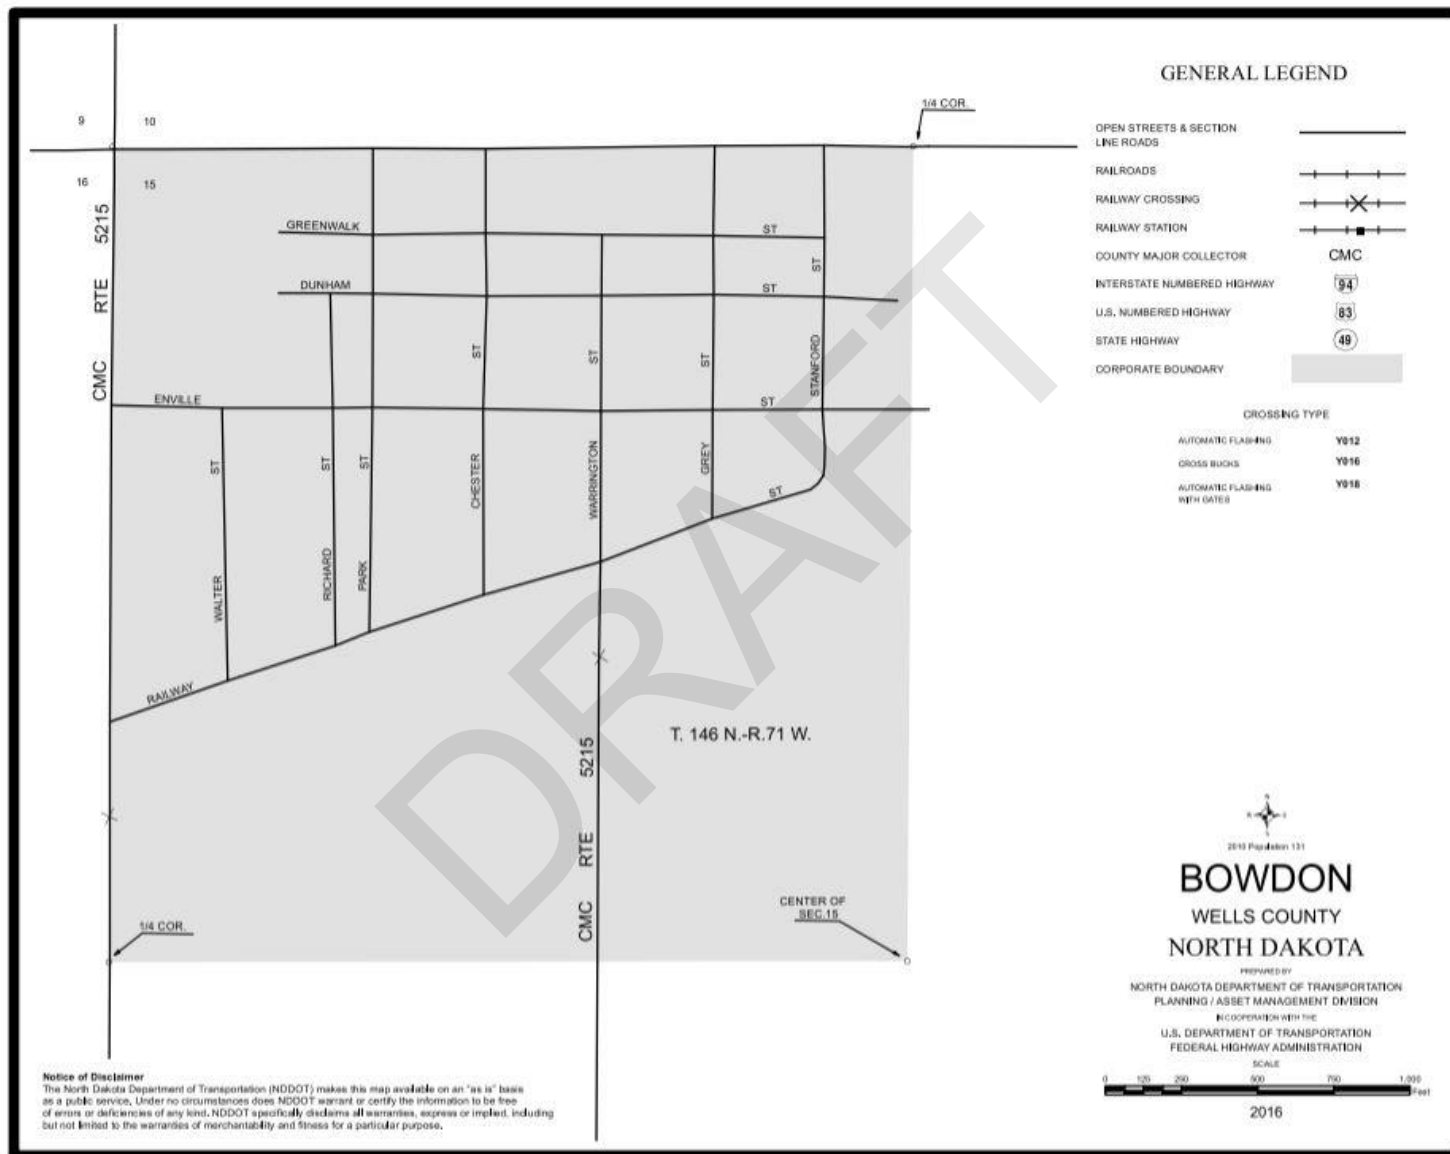 GENERAL LEGEND
1/4 COR.
9
10
OPEN STREETS & SECTION
LINE ROADS
16
15
RAILROADS
RAILWAY CROSSING
GREENWALK
ST
RAILWAY STATION
CMC RTE 5215
ST
COUNTY MAJOR COLLECTOR
CMC
DUNHAM
ST
INTERSTATE NUMBERED HIGHWAY
94
U.S. NUMBERED HIGHWAY
83
STATE HIGHWAY
49
ST
ST
ST
STANFORD
CORPORATE BOUNDARY
ENVILLE
ST
CROSSING TYPE
AUTOMATIC FLASHING
Y012
CROSS BUCKS
Y016
AUTOMATIC FLASHING
WITH GATES
Y018
ST
ST
ST
CHESTER
WARRINGTON
GREY
ST
WALTER
RICHARD
PARK
RAILWAY
DRAFT
T. 146 N.-R.71 W.
CMC RTE 5215
1/4 COR.
CENTER OF
SEC.15
N
S
2010 Population 131
BOWDON
WELLS COUNTY
NORTH DAKOTA
PREPARED BY
NORTH DAKOTA DEPARTMENT OF TRANSPORTATION
PLANNING / ASSET MANAGEMENT DIVISION
IN COOPERATION WITH THE
U.S. DEPARTMENT OF TRANSPORTATION
FEDERAL HIGHWAY ADMINISTRATION
SCALE
0 125 250 500 750 1,000
Feet
2016
Notice of Disclaimer
The North Dakota Department of Transportation (NDDOT) makes this map available on an "as is" basis
as a public service. Under no circumstances does NDDOT warrant or certify the information to be free
of errors or deficiencies of any kind. NDDOT specifically disclaims all warranties, express or implied, including
but not limited to the warranties of merchantability and fitness for a particular purpose.